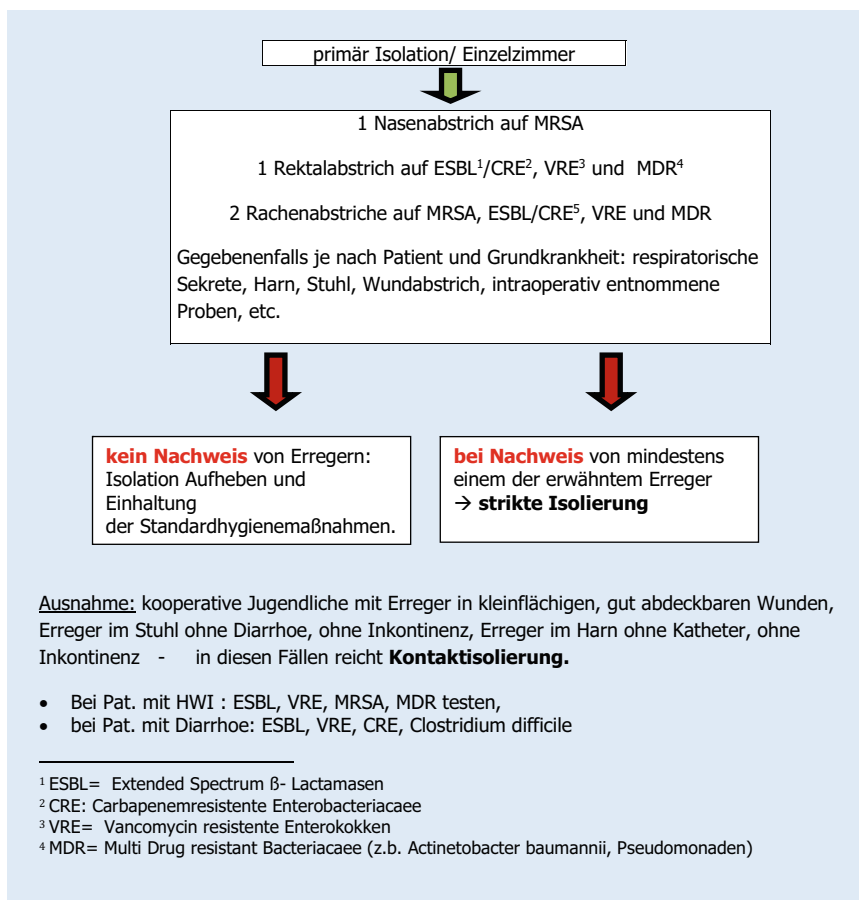 primär Isolation/ Einzelzimmer
1 Nasenabstrich auf MRSA
1 Rektalabstrich auf ESBL¹/CRE², VRE³ und MDR⁴
2 Rachenabstriche auf MRSA, ESBL/CRE⁵, VRE und MDR
Gegebenenfalls je nach Patient und Grundkrankheit: respiratorische
Sekrete, Harn, Stuhl, Wundabstrich, intraoperativ entnommene
Proben, etc.
kein Nachweis von Erregern:
Isolation Aufheben und
Einhaltung
der Standardhygienemaßnahmen.
bei Nachweis von mindestens
einem der erwähntem Erreger
→ strikte Isolierung
Ausnahme: kooperative Jugendliche mit Erreger in kleinflächigen, gut abdeckbaren Wunden,
Erreger im Stuhl ohne Diarrhoe, ohne Inkontinenz, Erreger im Harn ohne Katheter, ohne
Inkontinenz - in diesen Fällen reicht Kontaktisolierung.
• Bei Pat. mit HWI : ESBL, VRE, MRSA, MDR testen,
• bei Pat. mit Diarrhoe: ESBL, VRE, CRE, Clostridium difficile
¹ ESBL= Extended Spectrum ß- Lactamasen
² CRE: Carbapenemresistente Enterobacteriacaee
³ VRE= Vancomycin resistente Enterokokken
⁴ MDR= Multi Drug resistant Bacteriacaee (z.b. Actinetobacter baumannii, Pseudomonaden)